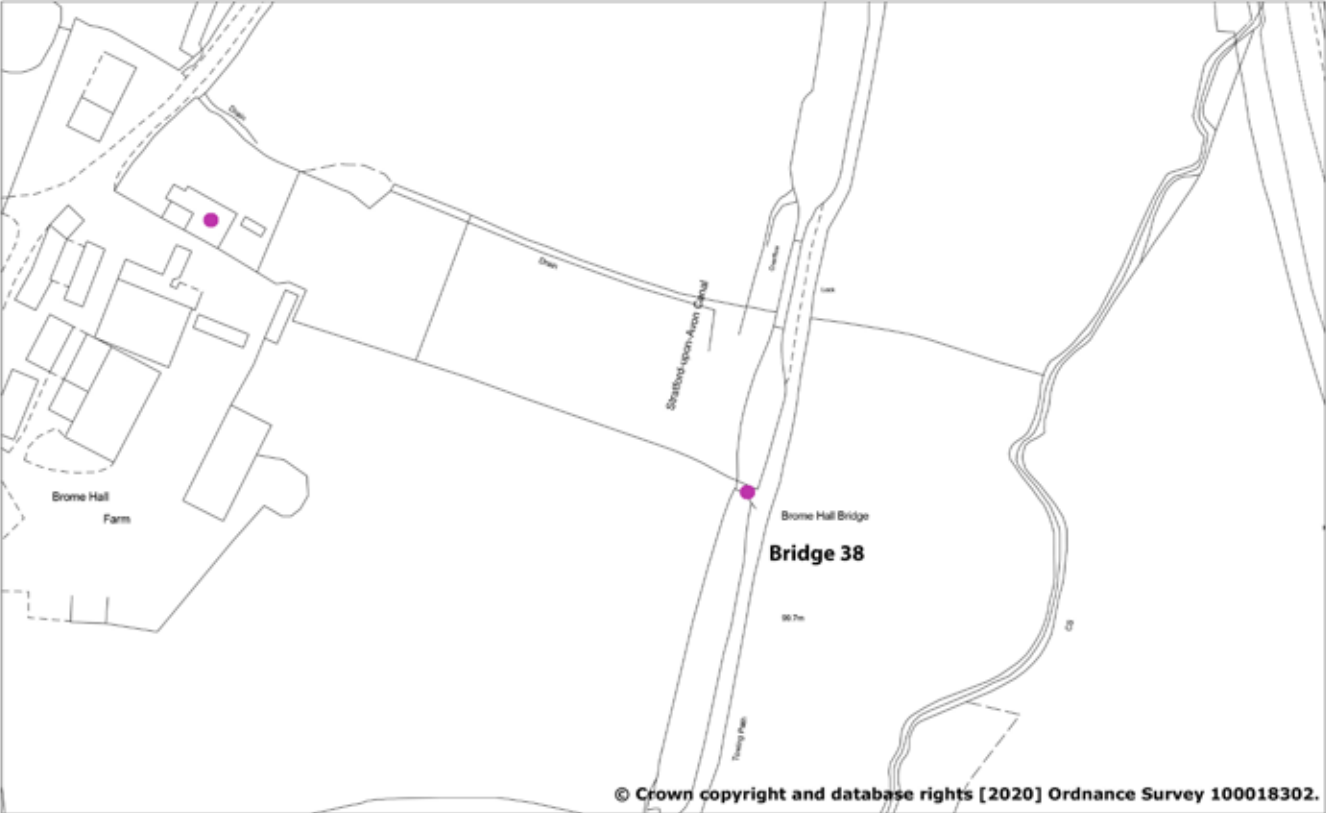 Drain
Drain
Overflow
Lock
Stratford-upon-Avon Canal
Brome Hall
Farm
Brome Hall Bridge
Bridge 38
99.7m
CS
Towing Path
© Crown copyright and database rights [2020] Ordnance Survey 100018302.